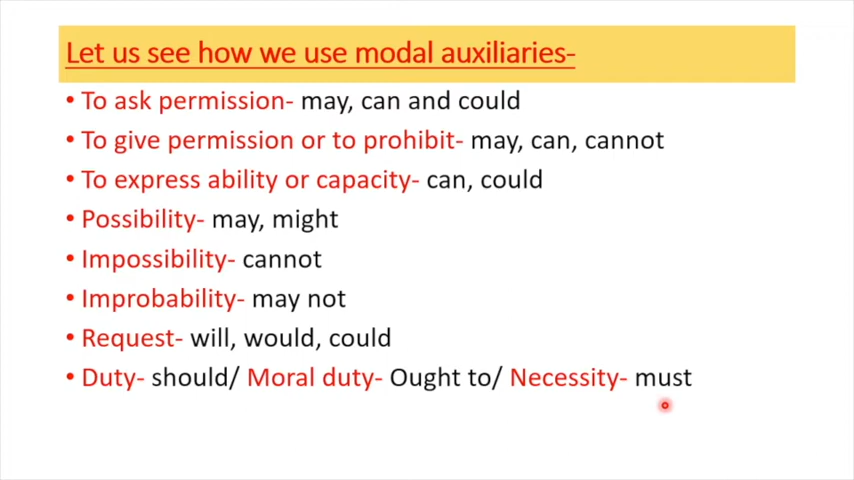 Let us see how we use modal auxiliaries-
• To ask permission- may, can and could
• To give permission or to prohibit- may, can, cannot
• To express ability or capacity- can, could
• Possibility- may, might
• Impossibility- cannot
• Improbability- may not
• Request- will, would, could
• Duty- should/ Moral duty- Ought to/ Necessity- must